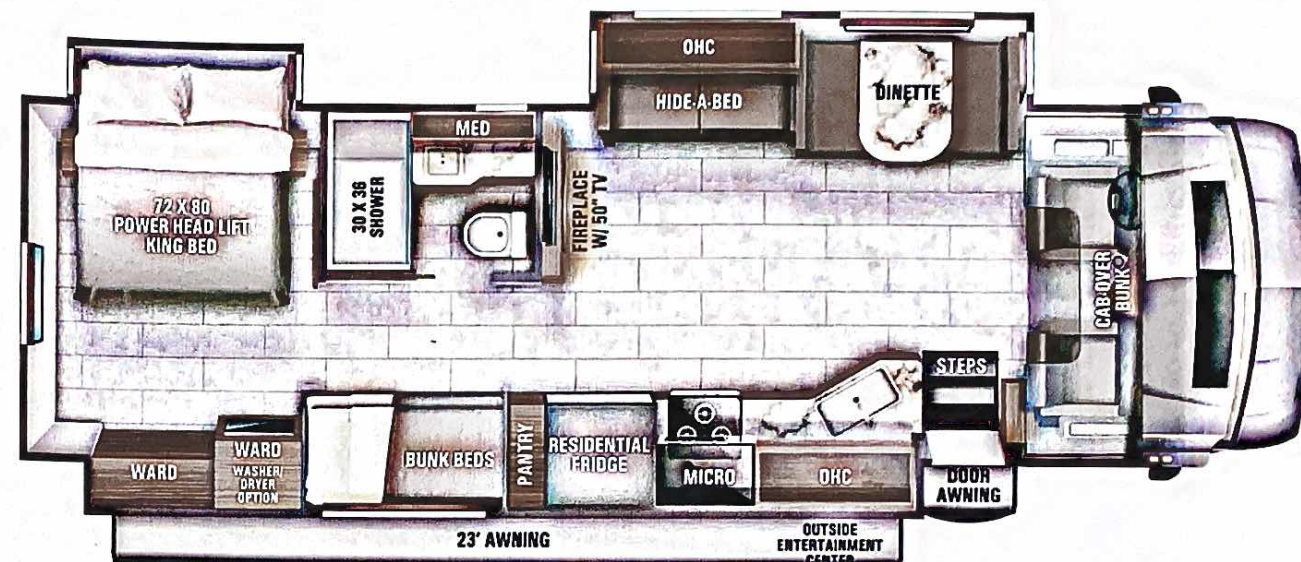 OHC
HIDE-A-BED
DINETTE
MED
30 X 36
SHOWER
FIREPLACE
W/ 50" TV
72 X 80
POWER HEAD LIFT
KING BED
CAB-OVER
BUNK
STEPS
WARD
WARD
WASHER/
DRYER
OPTION
BUNK BEDS
PANTRY
RESIDENTIAL
FRIDGE
MICRO
OHC
DOOR
AWNING
23' AWNING
OUTSIDE
ENTERTAINMENT
CENTER